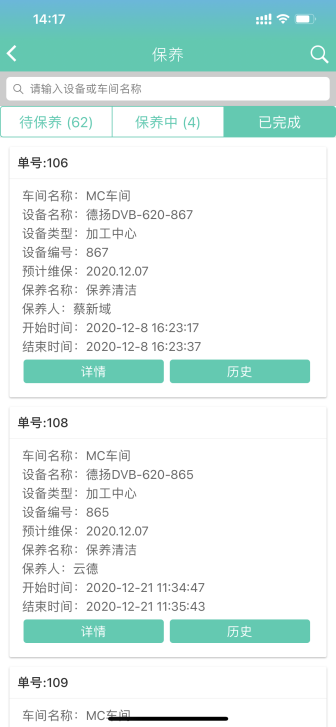 14:17
保养
请输入设备或车间名称
待保养 (62)
保养中 (4)
已完成
单号:106
车间名称：MC车间
设备名称：德扬DVB-620-867
设备类型：加工中心
设备编号：867
预计维保：2020.12.07
保养名称：保养清洁
保养人：蔡新域
开始时间：2020-12-8 16:23:17
结束时间：2020-12-8 16:23:37
详情
历史
单号:108
车间名称：MC车间
设备名称：德扬DVB-620-865
设备类型：加工中心
设备编号：865
预计维保：2020.12.07
保养名称：保养清洁
保养人：云德
开始时间：2020-12-21 11:34:47
结束时间：2020-12-21 11:35:43
详情
历史
单号:109
车间名称：MC车间